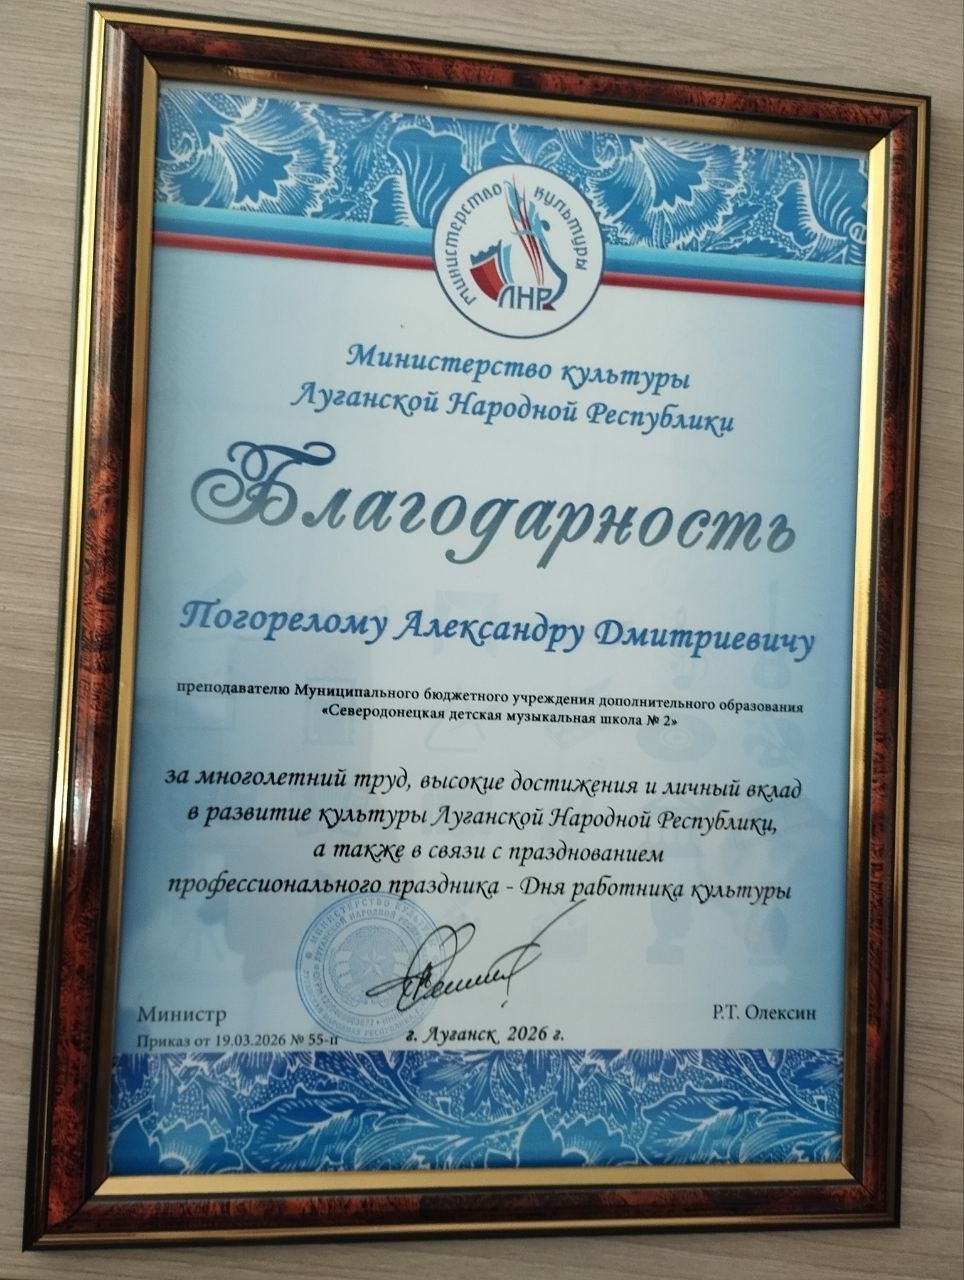 министерство культуры
ЛНР
Министерство культуры
Луганской Народной Республики
Благодарность
Погорелому Александру Дмитриевичу
преподавателю Муниципального бюджетного учреждения дополнительного образования
«Северодонецкая детская музыкальная школа № 2»
за многолетний труд, высокие достижения и личный вклад
в развитие культуры Луганской Народной Республики,
а также в связи с празднованием
профессионального праздника - Дня работника культуры
Министр
Р.Т. Олексин
Приказ от 19.03.2026 № 55-п
г. Луганск, 2026 г.